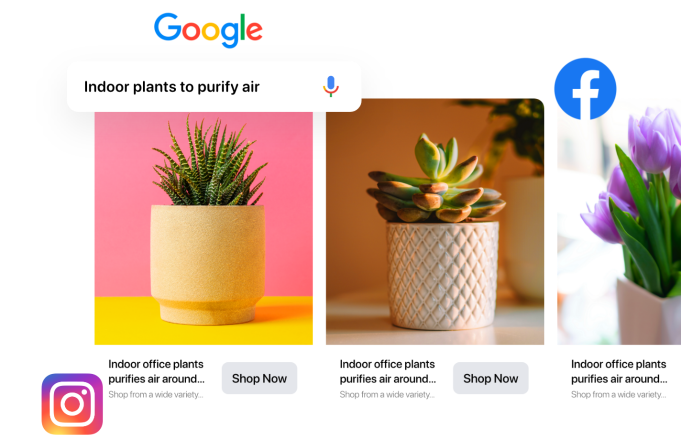 Google
Indoor plants to purify air
Indoor office plants
purifies air around...
Shop from a wide variety..
Shop Now
Indoor office plants
purifies air around...
Shop from a wide variety..
Shop Now
Indoor office plants
purifies air around...
Shop from a wide variety..